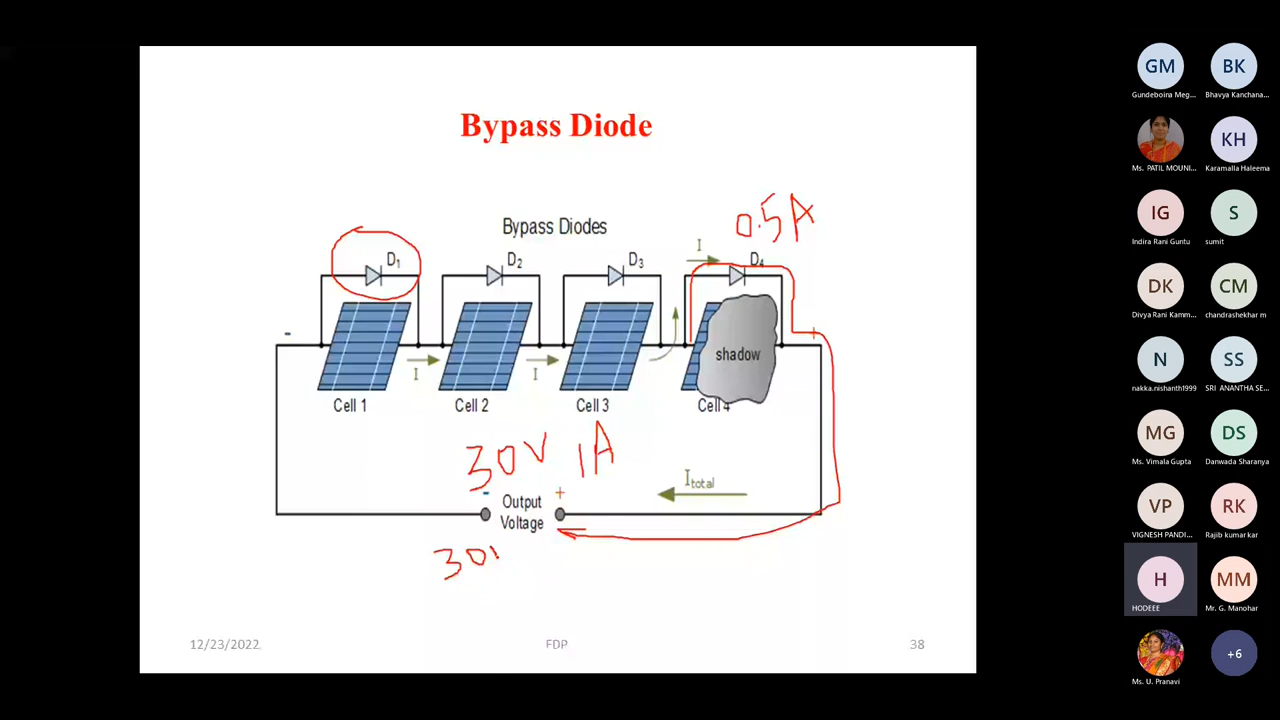 Bypass Diode
Bypass Diodes
0.5A
I
D1
D2
D3
D4
-
+
shadow
I
I
Cell 1
Cell 2
Cell 3
Cell 4
30V 1A
Itotal
- Output +
Voltage
30V
12/23/2022
FDP
38
GM
Gundeboina Meg...
BK
Bhavya Kanchana...
Ms. PATIL MOUNI...
KH
Karamalla Haleema
IG
Indira Rani Guntu
S
sumit
DK
Divya Rani Kamm...
CM
chandrashekhar m
N
nakka.nishanth1999
SS
SRI ANANTHA SE...
MG
Ms. Vimala Gupta
DS
Danwada Sharanya
VP
VIGNESH PANDI...
RK
Rajib kumar kar
H
HODEEE
MM
Mr. G. Manohar
Ms. U. Pranavi
+6